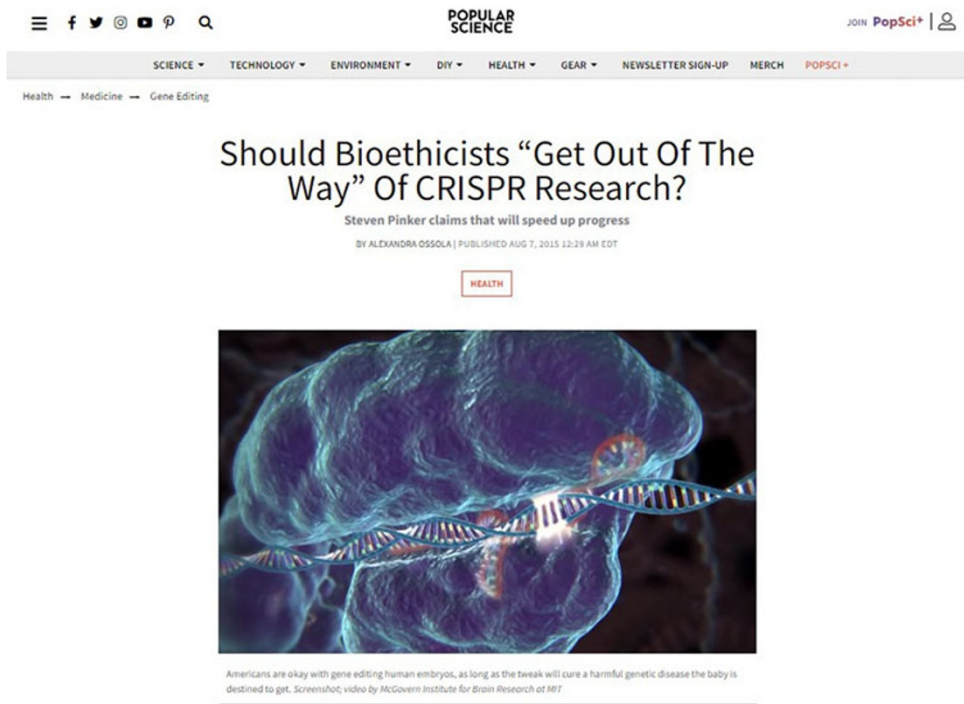 POPULAR
SCIENCE
JOIN PopSci+
SCIENCE TECHNOLOGY ENVIRONMENT DIY HEALTH GEAR NEWSLETTER SIGN-UP MERCH POPSCI +
Health → Medicine → Gene Editing
Should Bioethicists “Get Out Of The
Way” Of CRISPR Research?
Steven Pinker claims that will speed up progress
BY ALEXANDRA OSSOLA | PUBLISHED AUG 7, 2015 12:29 AM EDT
HEALTH
Americans are okay with gene editing human embryos, as long as the tweak will cure a harmful genetic disease the baby is
destined to get. Screenshot; video by McGovern Institute for Brain Research at MIT